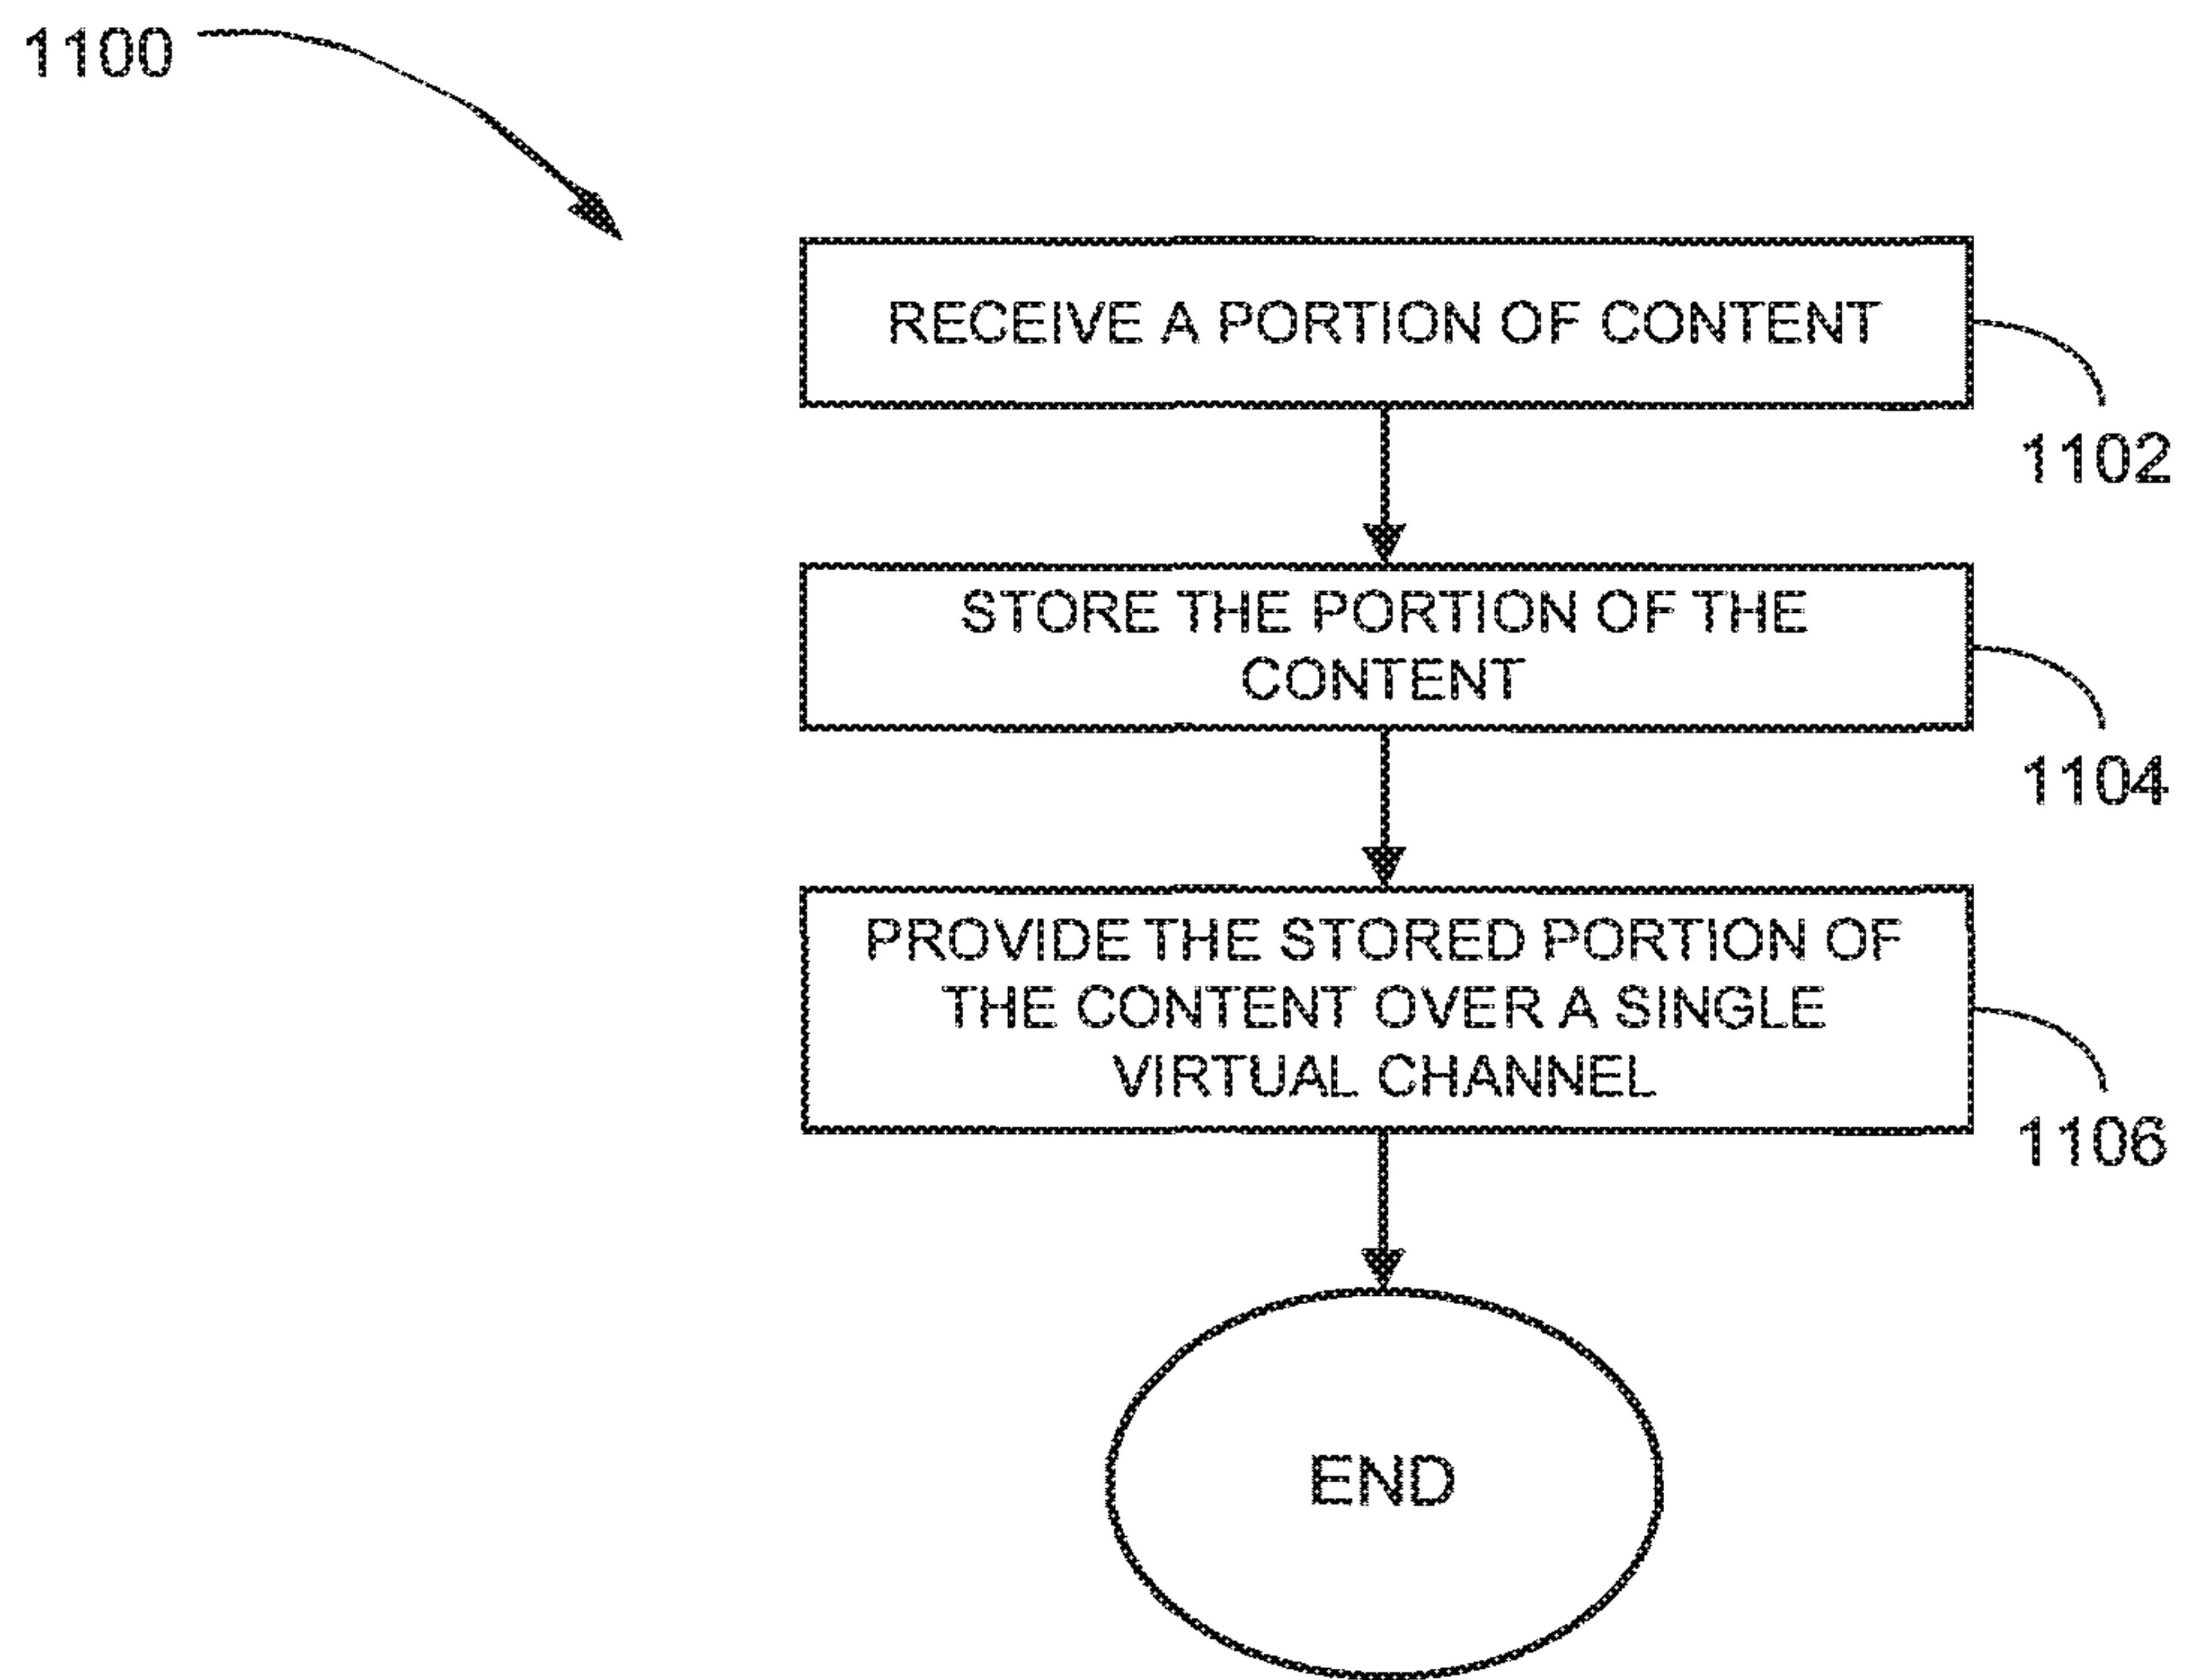 1100
RECEIVE A PORTION OF CONTENT
1102
STORE THE PORTION OF THE
CONTENT
1104
PROVIDE THE STORED PORTION OF
THE CONTENT OVER A SINGLE
VIRTUAL CHANNEL
1106
END